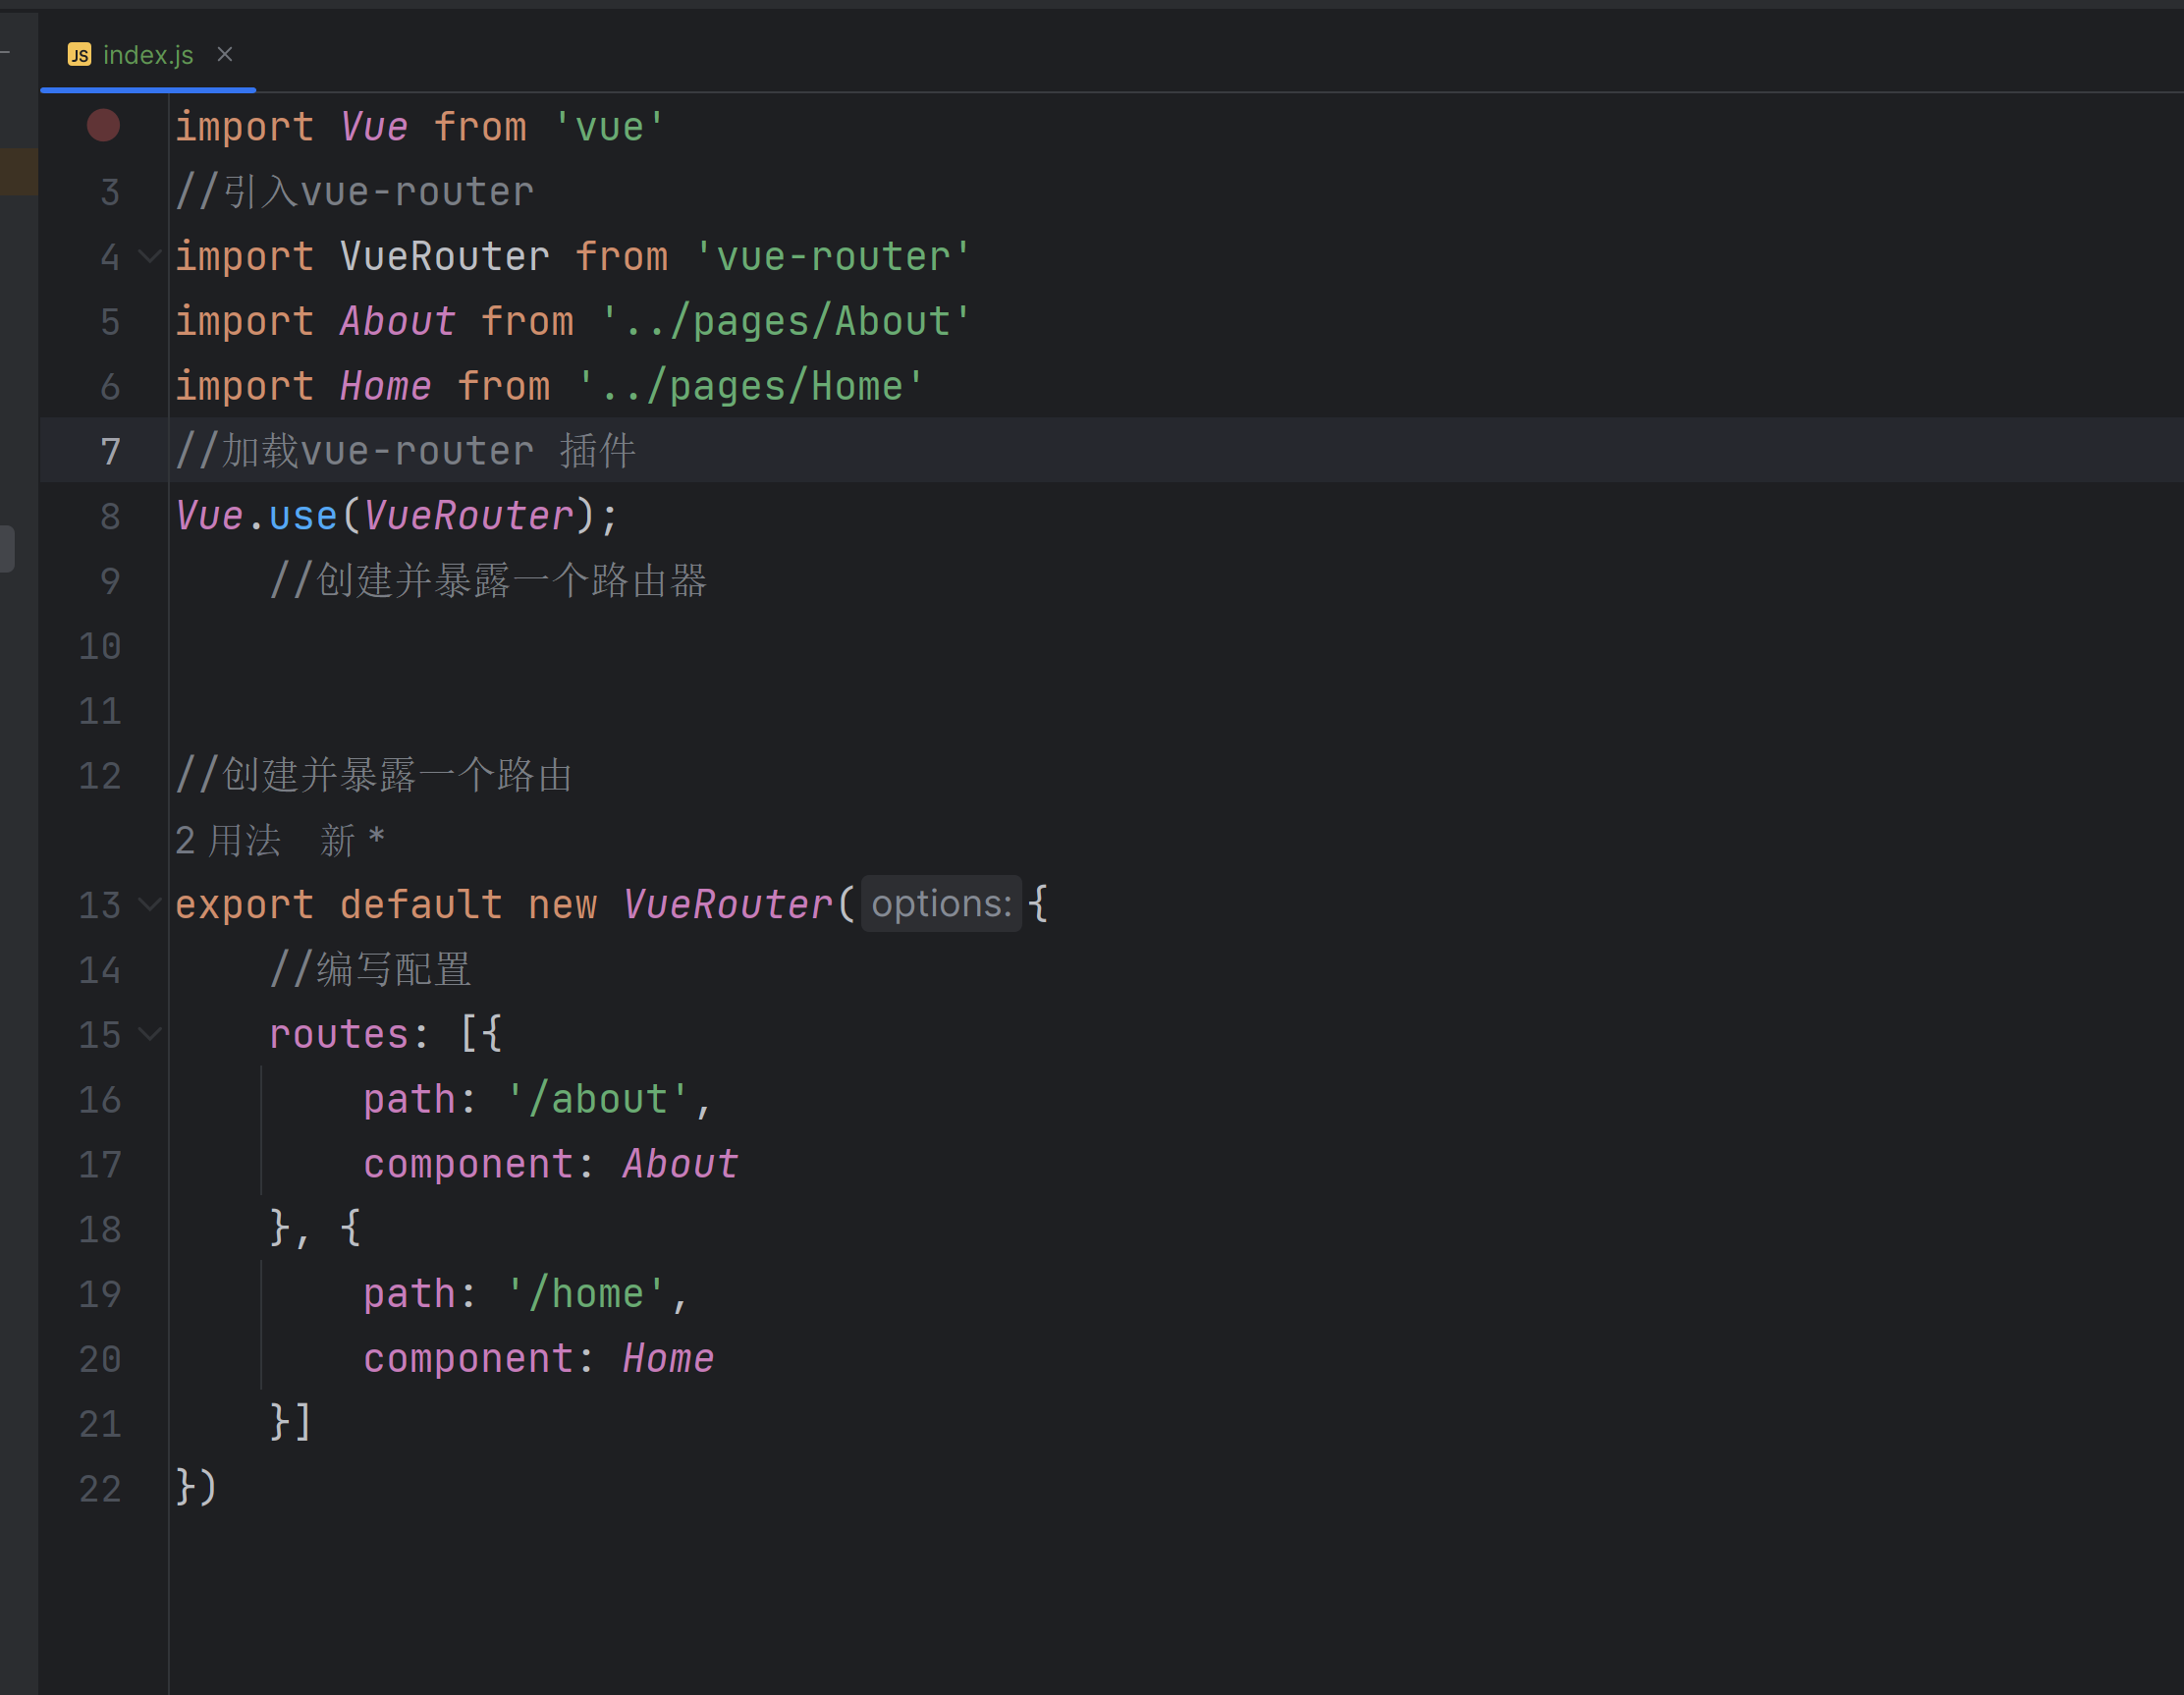 JS index.js ×
import Vue from 'vue'
3 //引入vue-router
4 import VueRouter from 'vue-router'
5 import About from '../pages/About'
6 import Home from '../pages/Home'
7 //加载vue-router 插件
8 Vue.use(VueRouter);
9 //创建并暴露一个路由器
10
11
12 //创建并暴露一个路由
2 用法 新 *
13 export default new VueRouter( options: {
14 //编写配置
15 routes: [{
16 path: '/about',
17 component: About
18 }, {
19 path: '/home',
20 component: Home
21 }]
22 })